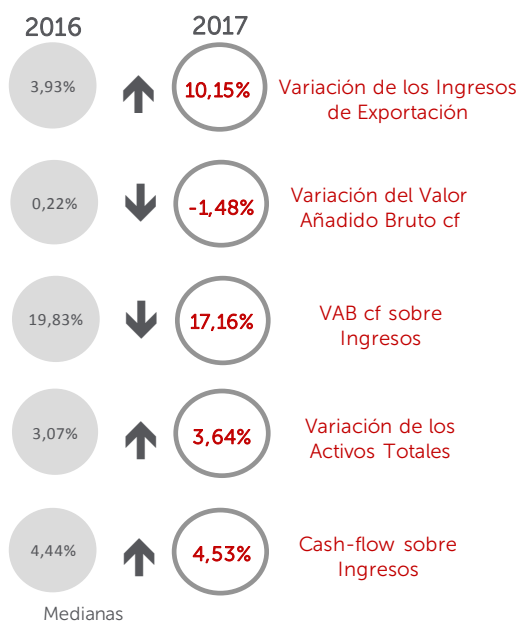 2016
2017
3,93%
10,15%
Variación de los Ingresos
de Exportación
0,22%
-1,48%
Variación del Valor
Añadido Bruto cf
19,83%
17,16%
VAB cf sobre
Ingresos
3,07%
3,64%
Variación de los
Activos Totales
4,44%
4,53%
Cash-flow sobre
Ingresos
Medianas